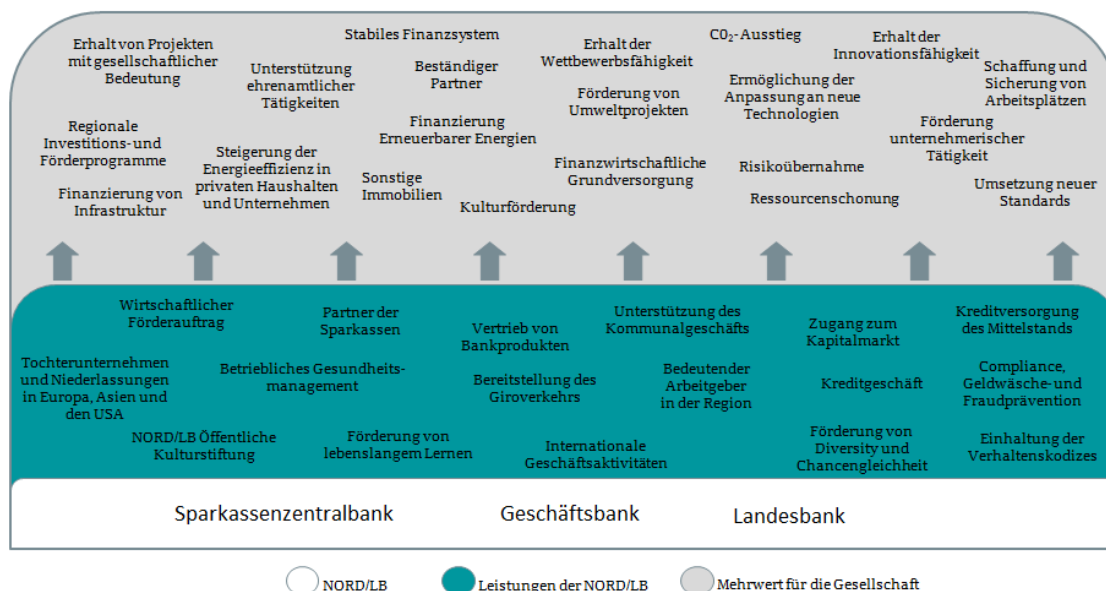 Erhalt von Projekten
mit gesellschaftlicher
Bedeutung
Stabiles Finanzsystem
Unterstützung
ehrenamtlicher
Tätigkeiten
Beständiger
Partner
Erhalt der
Wettbewerbsfähigkeit
CO₂-Ausstieg
Erhalt der
Innovationsfähigkeit
Schaffung und
Sicherung von
Arbeitsplätzen
Ermöglichung der
Anpassung an neue
Technologien
Förderung von
Umweltprojekten
Regionale
Investitions- und
Förderprogramme
Finanzierung
Erneuerbarer Energien
Förderung
unternehmerischer
Tätigkeit
Steigerung der
Energieeffizienz in
privaten Haushalten
und Unternehmen
Sonstige
Immobilien
Finanzwirtschaftliche
Grundversorgung
Risikoübernahme
Finanzierung von
Infrastruktur
Kulturförderung
Ressourcenschonung
Umsetzung neuer
Standards
Wirtschaftlicher
Förderauftrag
Partner der
Sparkassen
Vertrieb von
Bankprodukten
Unterstützung des
Kommunalgeschäfts
Zugang zum
Kapitalmarkt
Kreditversorgung
des Mittelstands
Tochterunternehmen
und Niederlassungen
in Europa, Asien und
den USA
Betriebliches Gesundheits-
management
Bereitstellung des
Giroverkehrs
Bedeutender
Arbeitgeber
in der Region
Kreditgeschäft
Compliance,
Geldwäsche- und
Fraudprävention
NORD/LB Öffentliche
Kulturstiftung
Förderung von
lebenslangem Lernen
Internationale
Geschäftsaktivitäten
Förderung von
Diversity und
Chancengleichheit
Einhaltung der
Verhaltenskodizes
Sparkassenzentralbank
Geschäftsbank
Landesbank
NORD/LB
Leistungen der NORD/LB
Mehrwert für die Gesellschaft